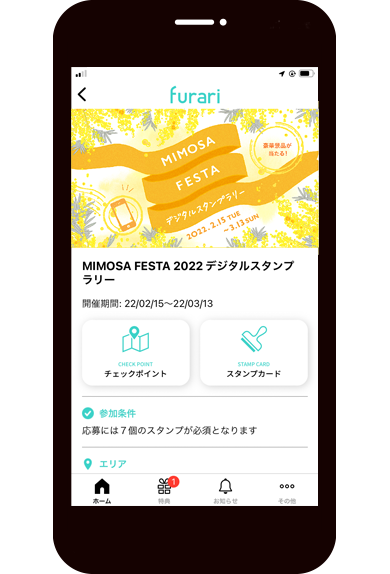 furari
豪華景品が
当たる!
MIMOSA
FESTA
デジタルスタンプラリー
2022.2.15 TUE
～3.13 SUN
MIMOSA FESTA 2022 デジタルスタンプ
ラリー
開催期間: 22/02/15〜22/03/13
CHECK POINT
チェックポイント
STAMP CARD
スタンプカード
参加条件
応募には７個のスタンプが必須となります
エリア
1
ホーム
特典
お知らせ
その他